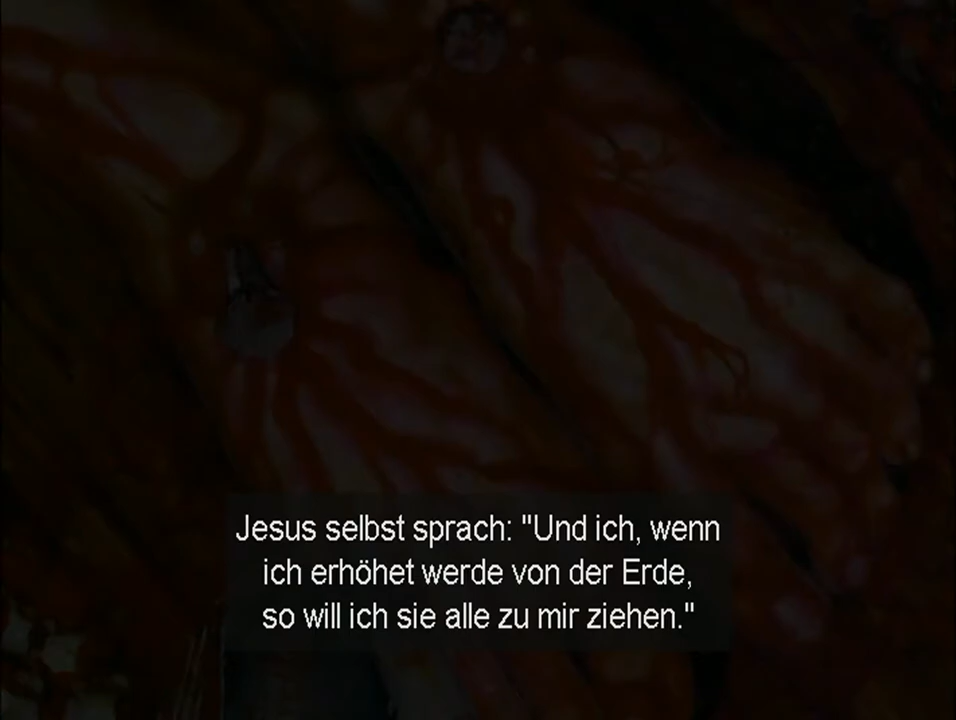 Jesus selbst sprach: "Und ich, wenn
ich erhöhet werde von der Erde,
so will ich sie alle zu mir ziehen."